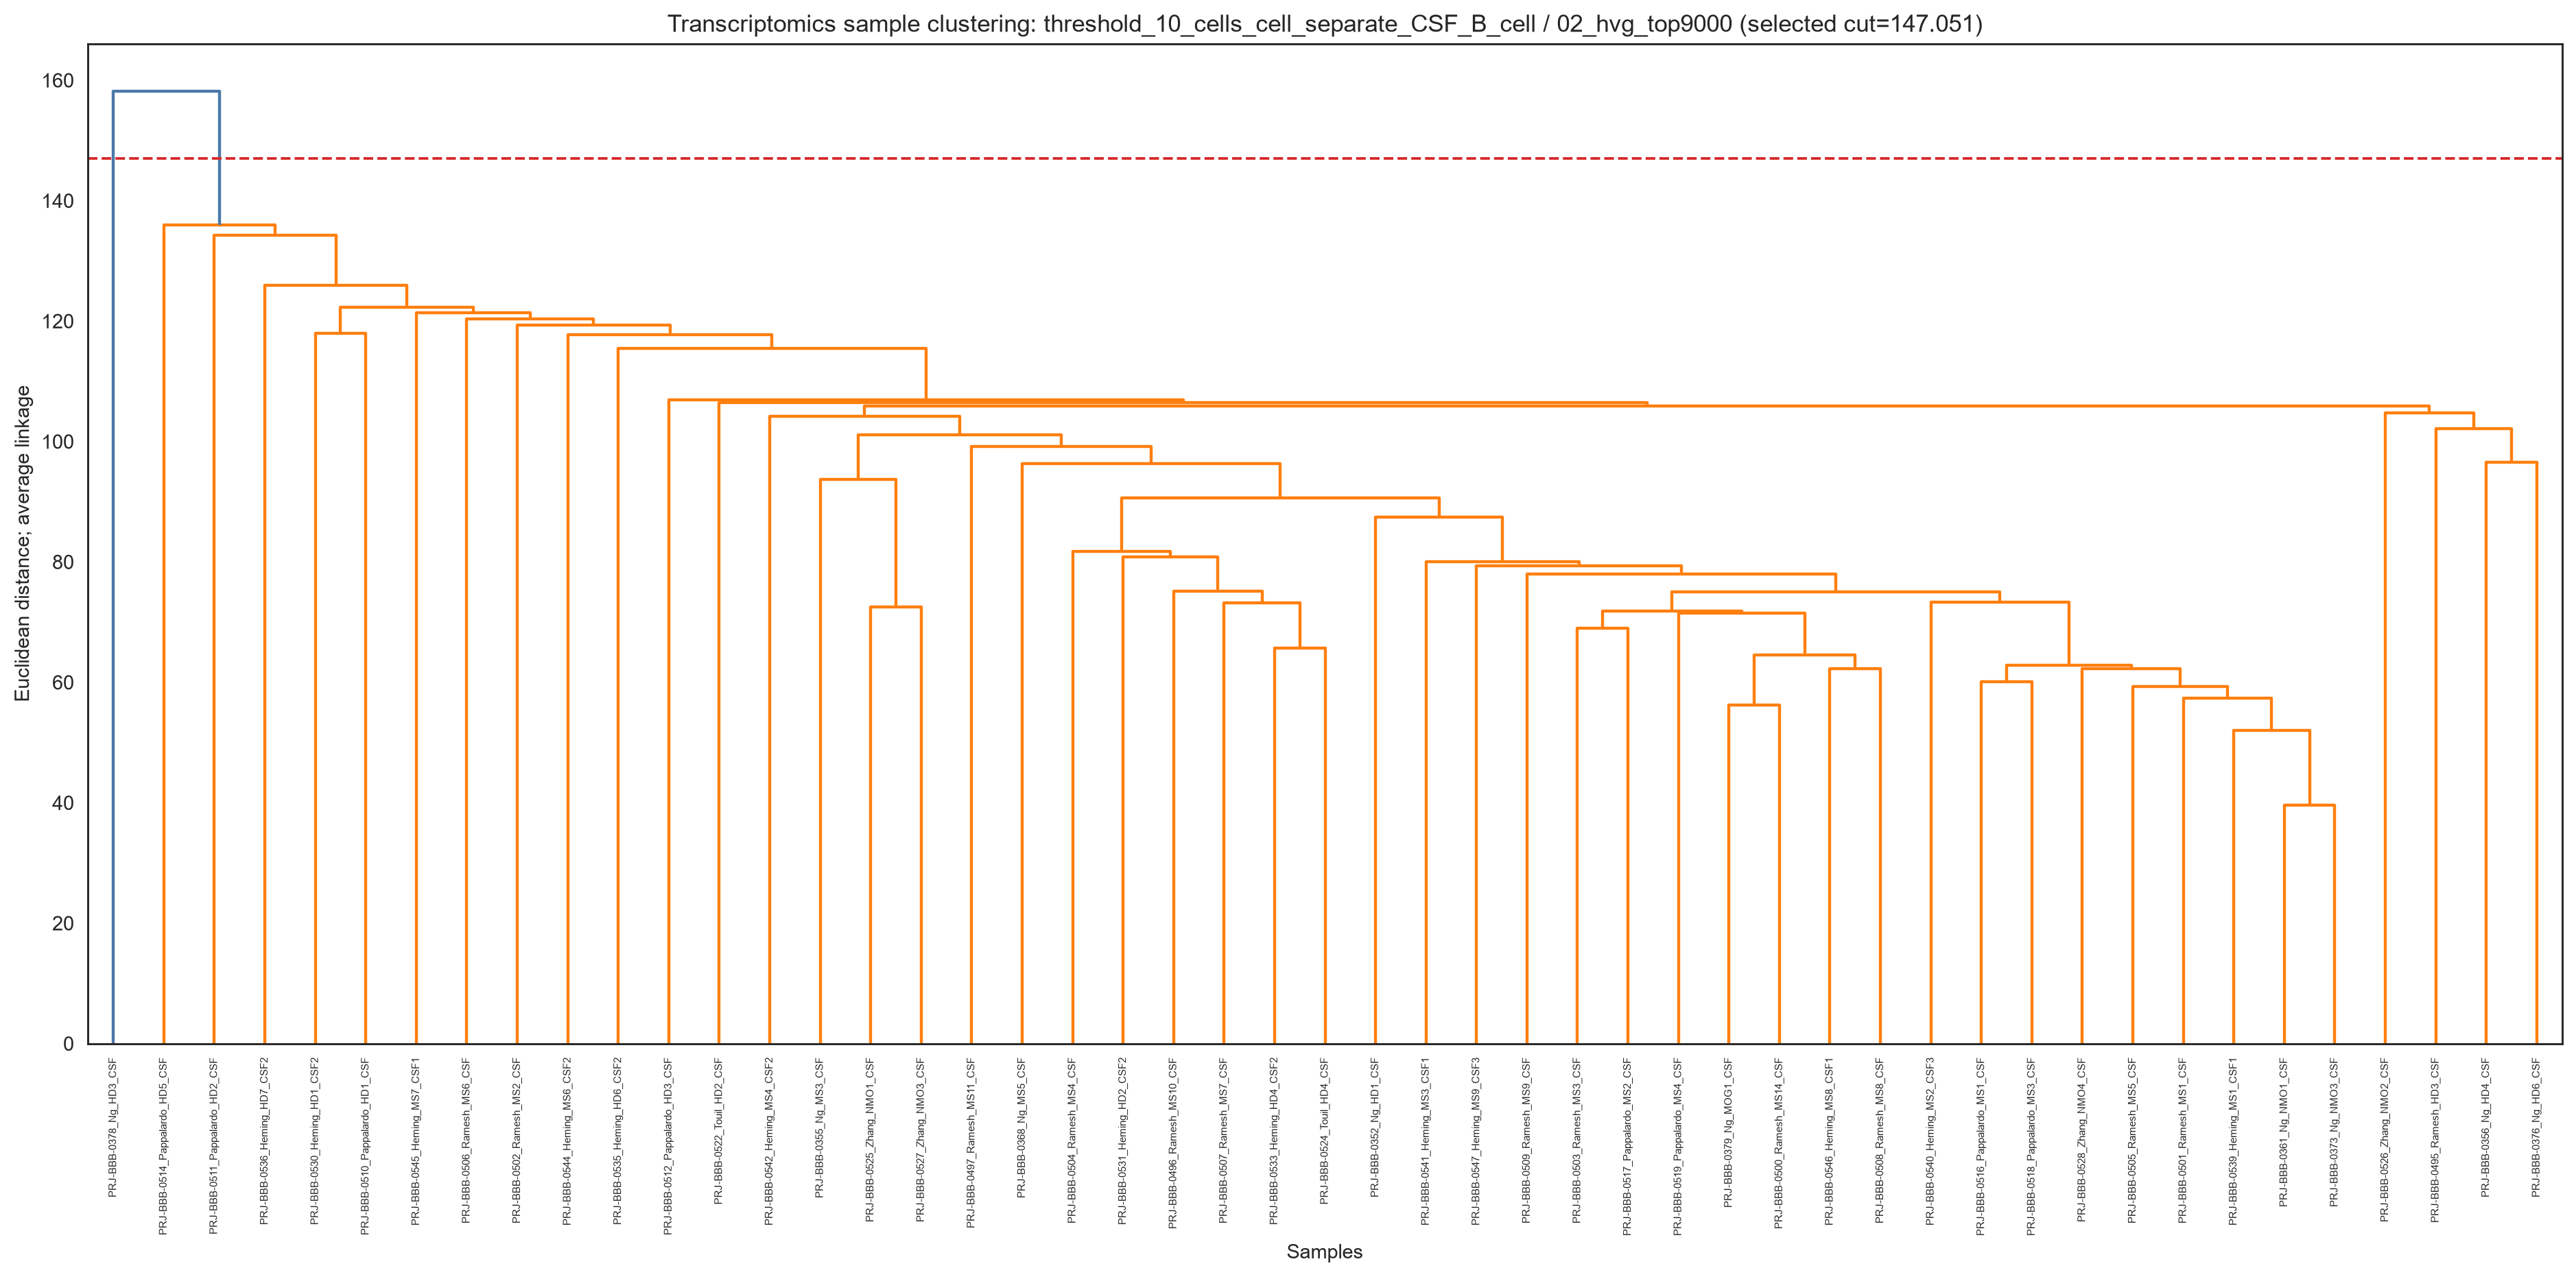 Transcriptomics sample clustering: threshold_10_cells_cell_separate_CSF_B_cell / 02_hvg_top9000 (selected cut=147.051)
Euclidean distance; average linkage
160
140
120
100
80
60
40
20
0
PRJ-BBB-0378_Ng_HD3_CSF
PRJ-BBB-0514_Pappalardo_HD5_CSF
PRJ-BBB-0511_Pappalardo_HD2_CSF
PRJ-BBB-0536_Heming_HD7_CSF2
PRJ-BBB-0530_Heming_HD1_CSF2
PRJ-BBB-0510_Pappalardo_HD1_CSF
PRJ-BBB-0545_Heming_MS7_CSF1
PRJ-BBB-0506_Ramesh_MS6_CSF
PRJ-BBB-0502_Ramesh_MS2_CSF
PRJ-BBB-0544_Heming_MS6_CSF2
PRJ-BBB-0535_Heming_HD6_CSF2
PRJ-BBB-0512_Pappalardo_HD3_CSF
PRJ-BBB-0522_Touil_HD2_CSF
PRJ-BBB-0542_Heming_MS4_CSF2
PRJ-BBB-0355_Ng_MS3_CSF
PRJ-BBB-0525_Zhang_NMO1_CSF
PRJ-BBB-0527_Zhang_NMO3_CSF
PRJ-BBB-0497_Ramesh_MS11_CSF
PRJ-BBB-0368_Ng_MS5_CSF
PRJ-BBB-0504_Ramesh_MS4_CSF
PRJ-BBB-0531_Heming_HD2_CSF2
PRJ-BBB-0496_Ramesh_MS10_CSF
PRJ-BBB-0507_Ramesh_MS7_CSF
PRJ-BBB-0533_Heming_HD4_CSF2
PRJ-BBB-0524_Touil_HD4_CSF
PRJ-BBB-0352_Ng_HD1_CSF
PRJ-BBB-0541_Heming_MS3_CSF1
PRJ-BBB-0547_Heming_MS9_CSF3
PRJ-BBB-0509_Ramesh_MS9_CSF
PRJ-BBB-0503_Ramesh_MS3_CSF
PRJ-BBB-0517_Pappalardo_MS2_CSF
PRJ-BBB-0519_Pappalardo_MS4_CSF
PRJ-BBB-0379_Ng_MOG1_CSF
PRJ-BBB-0500_Ramesh_MS14_CSF
PRJ-BBB-0546_Heming_MS8_CSF1
PRJ-BBB-0508_Ramesh_MS8_CSF
PRJ-BBB-0540_Heming_MS2_CSF3
PRJ-BBB-0516_Pappalardo_MS1_CSF
PRJ-BBB-0518_Pappalardo_MS3_CSF
PRJ-BBB-0528_Zhang_NMO4_CSF
PRJ-BBB-0505_Ramesh_MS5_CSF
PRJ-BBB-0501_Ramesh_MS1_CSF
PRJ-BBB-0539_Heming_MS1_CSF1
PRJ-BBB-0361_Ng_NMO1_CSF
PRJ-BBB-0373_Ng_NMO3_CSF
PRJ-BBB-0526_Zhang_NMO2_CSF
PRJ-BBB-0495_Ramesh_HD3_CSF
PRJ-BBB-0356_Ng_HD4_CSF
PRJ-BBB-0376_Ng_HD6_CSF
Samples